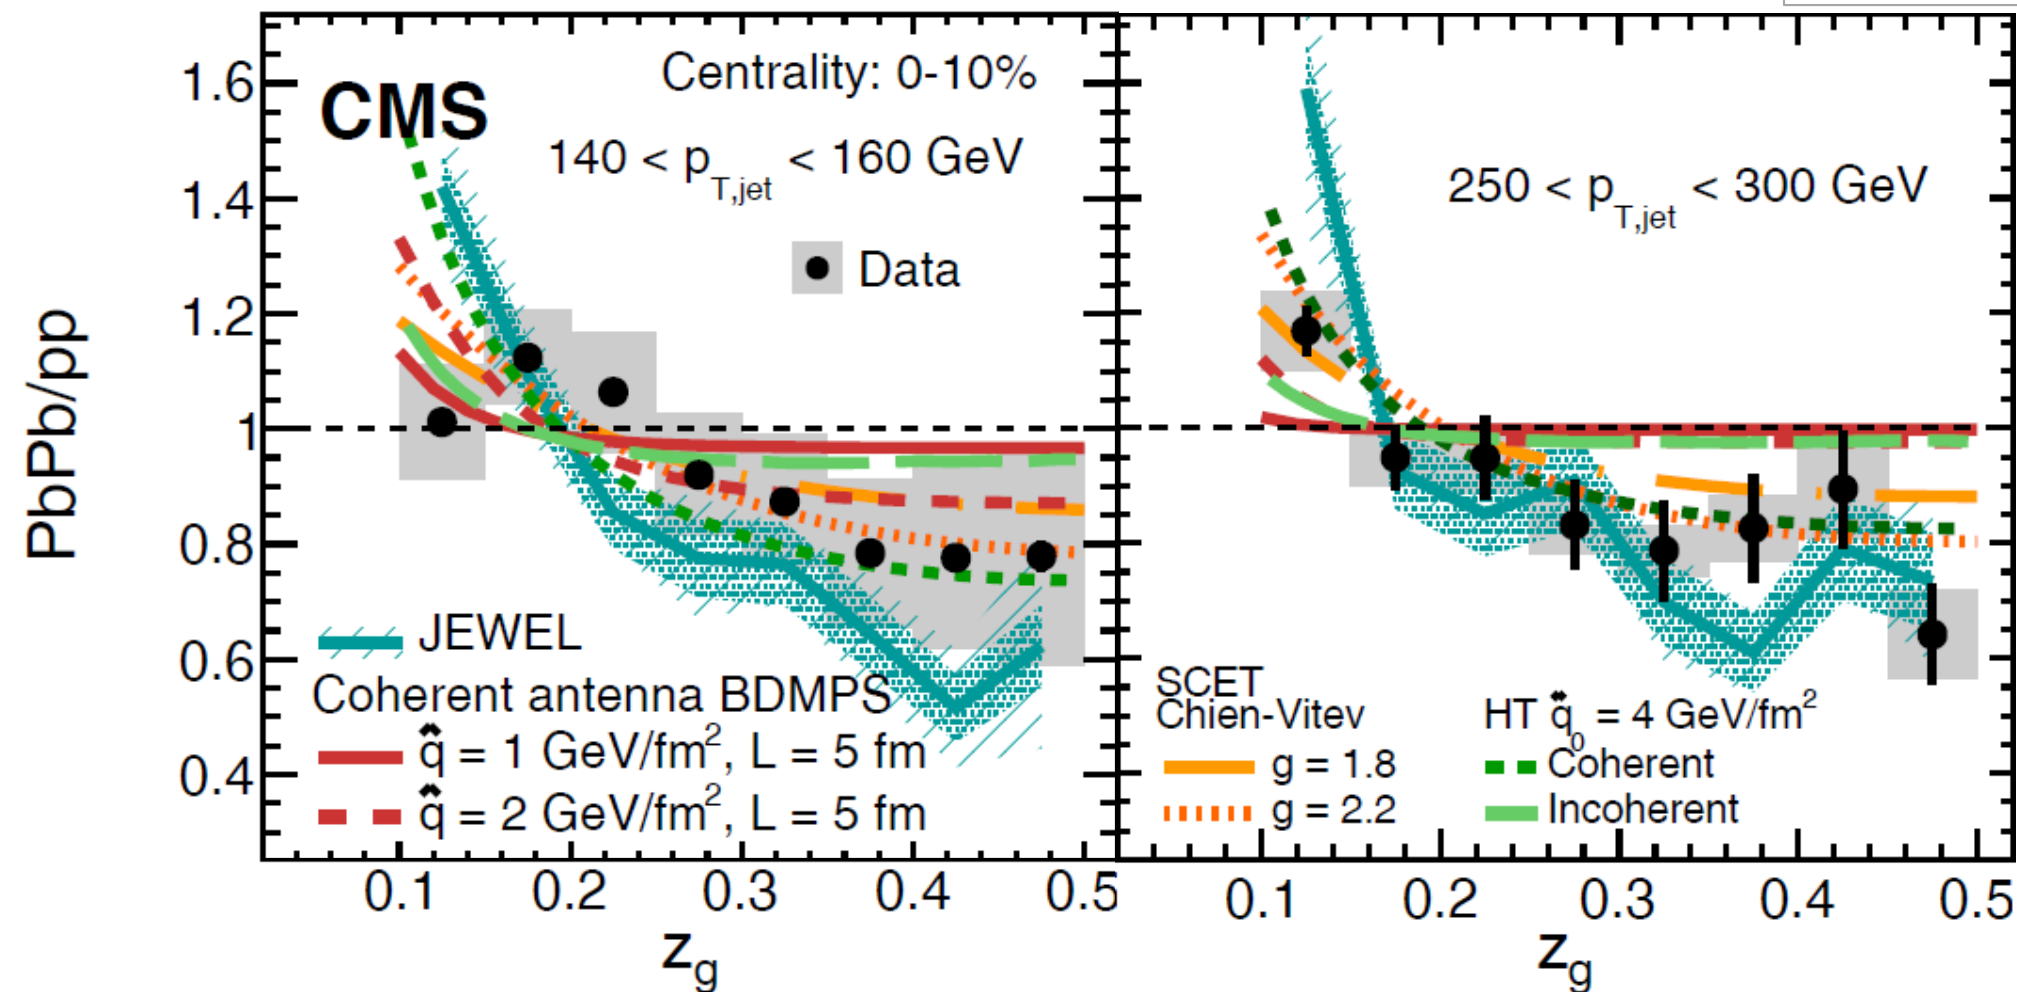 CMS
Centrality: 0-10%
140 < p_T,jet < 160 GeV
Data
JEWEL
Coherent antenna BDMPS
q̂ = 1 GeV/fm², L = 5 fm
q̂ = 2 GeV/fm², L = 5 fm
PbPb/pp
1.6
1.4
1.2
1
0.8
0.6
0.4
0.1 0.2 0.3 0.4 0.5
z_g
250 < p_T,jet < 300 GeV
SCET
Chien-Vitev
g = 1.8
g = 2.2
HT q̂_0 = 4 GeV/fm²
Coherent
Incoherent
0.1 0.2 0.3 0.4 0.5
z_g